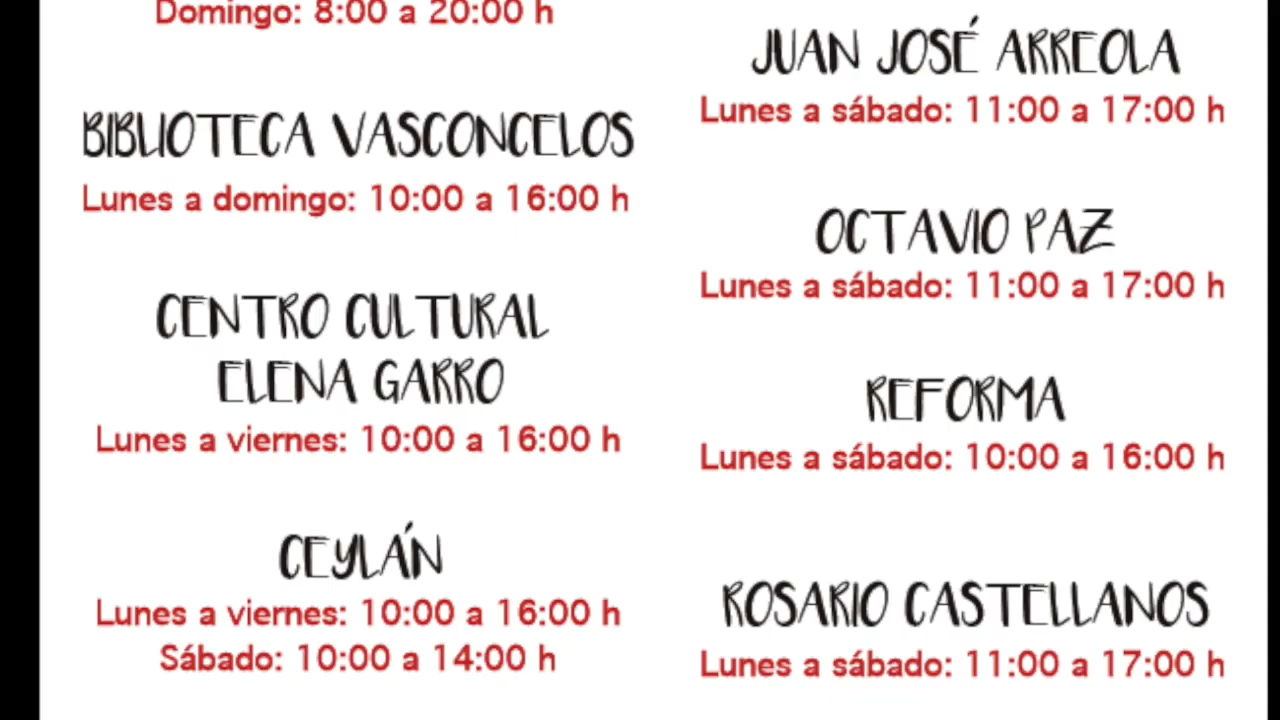 Domingo: 8:00 a 20:00 h
BIBLIOTECA VASCONCELOS
Lunes a domingo: 10:00 a 16:00 h
CENTRO CULTURAL
ELENA GARRO
Lunes a viernes: 10:00 a 16:00 h
CEYLÁN
Lunes a viernes: 10:00 a 16:00 h
Sábado: 10:00 a 14:00 h
JUAN JOSÉ ARREOLA
Lunes a sábado: 11:00 a 17:00 h
OCTAVIO PAZ
Lunes a sábado: 11:00 a 17:00 h
REFORMA
Lunes a sábado: 10:00 a 16:00 h
ROSARIO CASTELLANOS
Lunes a sábado: 11:00 a 17:00 h